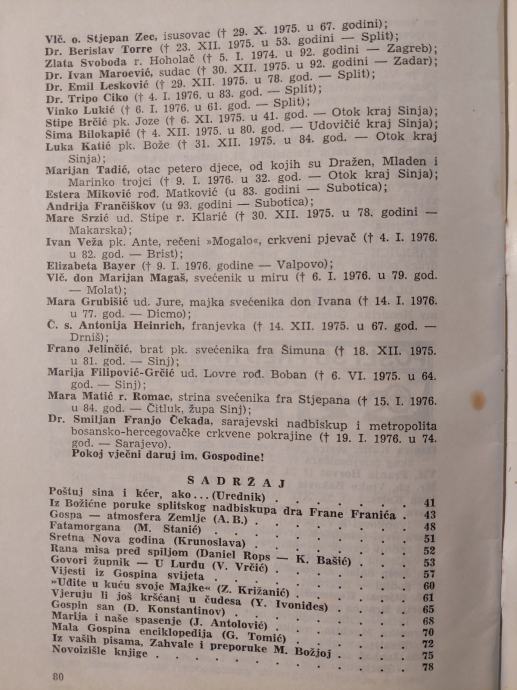 Vlč. o. Stjepan Zec, isusovac († 29. X. 1975. u 67. godini);
Dr. Berislav Torre († 23. XII. 1975. u 53. godini — Split);
Zlata Svoboda r. Hoholač († 5. I. 1974. u 92. godini — Zagreb);
Dr. Ivan Maroević, sudac († 30. XII. 1975. u 92. godini — Zadar);
Dr. Emil Lesković († 29. XII. 1975. u 78. god. — Split);
Dr. Tripo Ciko († 4. I. 1976. u 83. god. — Split);
Vinko Lukić († 6. I. 1976. u 61. god. — Split);
Stipe Brčić pk. Joze († 6. XI. 1975. u 41. god. — Otok kraj Sinja);
Šima Bilokapić († 4. XII. 1975. u 80. god. — Udovičić kraj Sinja);
Luka Katić pk. Bože († 31. XII. 1975. u 84. god. — Otok kraj
Sinja);
Marijan Tadić, otac petero djece, od kojih su Dražen, Mladen i
Marinko trojci († 9. I. 1976. u 32. god. — Otok kraj Sinja);
Estera Miković rođ. Matković (u 83. godini — Subotica);
Andrija Frančiškov (u 93. godini — Subotica);
Mare Srzić ud. Stipe r. Klarić († 30. XII. 1975. u 78. godini —
Makarska);
Ivan Veža pk. Ante, rečeni »Mogalo«, crkveni pjevač († 4. I. 1976.
u 82. god. — Brist);
Elizabeta Bayer († 9. I. 1976. godine — Valpovo);
Vlč. don Marijan Magaš, svećenik u miru († 6. I. 1976. u 79. god.
— Molat);
Mara Grubišić ud. Jure, majka svećenika don Ivana († 14. I. 1976.
u 77. god. — Dicmo);
Č. s. Antonija Heinrich, franjevka († 14. XII. 1975. u 67. god. —
Drniš);
Frano Jelinčić, brat pk. svećenika fra Šimuna († 18. XII. 1975.
u 81. god. — Sinj);
Marija Filipović-Grčić ud. Lovre rođ. Boban († 6. VI. 1975. u 64.
god. — Sinj);
Mara Matić r. Romac, strina svećenika fra Stjepana († 15. I. 1976.
u 84. god. — Čitluk, župa Sinj);
Dr. Smiljan Franjo Čekada, sarajevski nadbiskup i metropolita
bosansko-hercegovačke crkvene pokrajine († 19. I. 1976. u 74.
god. — Sarajevo).
Pokoj vječni daruj im, Gospodine!
SADRŽAJ
Poštuj sina i kćer, ako... (Urednik) . . . . . . 41
Iz Božićne poruke splitskog nadbiskupa dra Frane Franića . 43
Gospa — atmosfera Zemlje (A. B.) . . . . . . 48
Fatamorgana (M. Stanić) . . . . . . 51
Sretna Nova godina (Krunoslava) . . . . . . 52
Rana misa pred spiljom (Daniel Rops — K. Bašić) . . . 53
Govori župnik — U Lurdu (V. Vrčić) . . . . . 57
Vijesti iz Gospina svijeta . . . . . . 60
»Uđite u kuću svoje Majke« (Z. Križanić) . . . . 61
Vjeruju li još kršćani u čudesa (Y. Ivonides) . . . . 65
Gospin san (D. Konstantinov) . . . . . . 68
Marija i naše spasenje (J. Antolović) . . . . . 70
Mala Gospina enciklopedija (G. Tomić) . . . . . 72
Iz vaših pisama, Zahvale i preporuke M. Božjoj . . . . 75
Novoizišle knjige . . . . . . 78
80